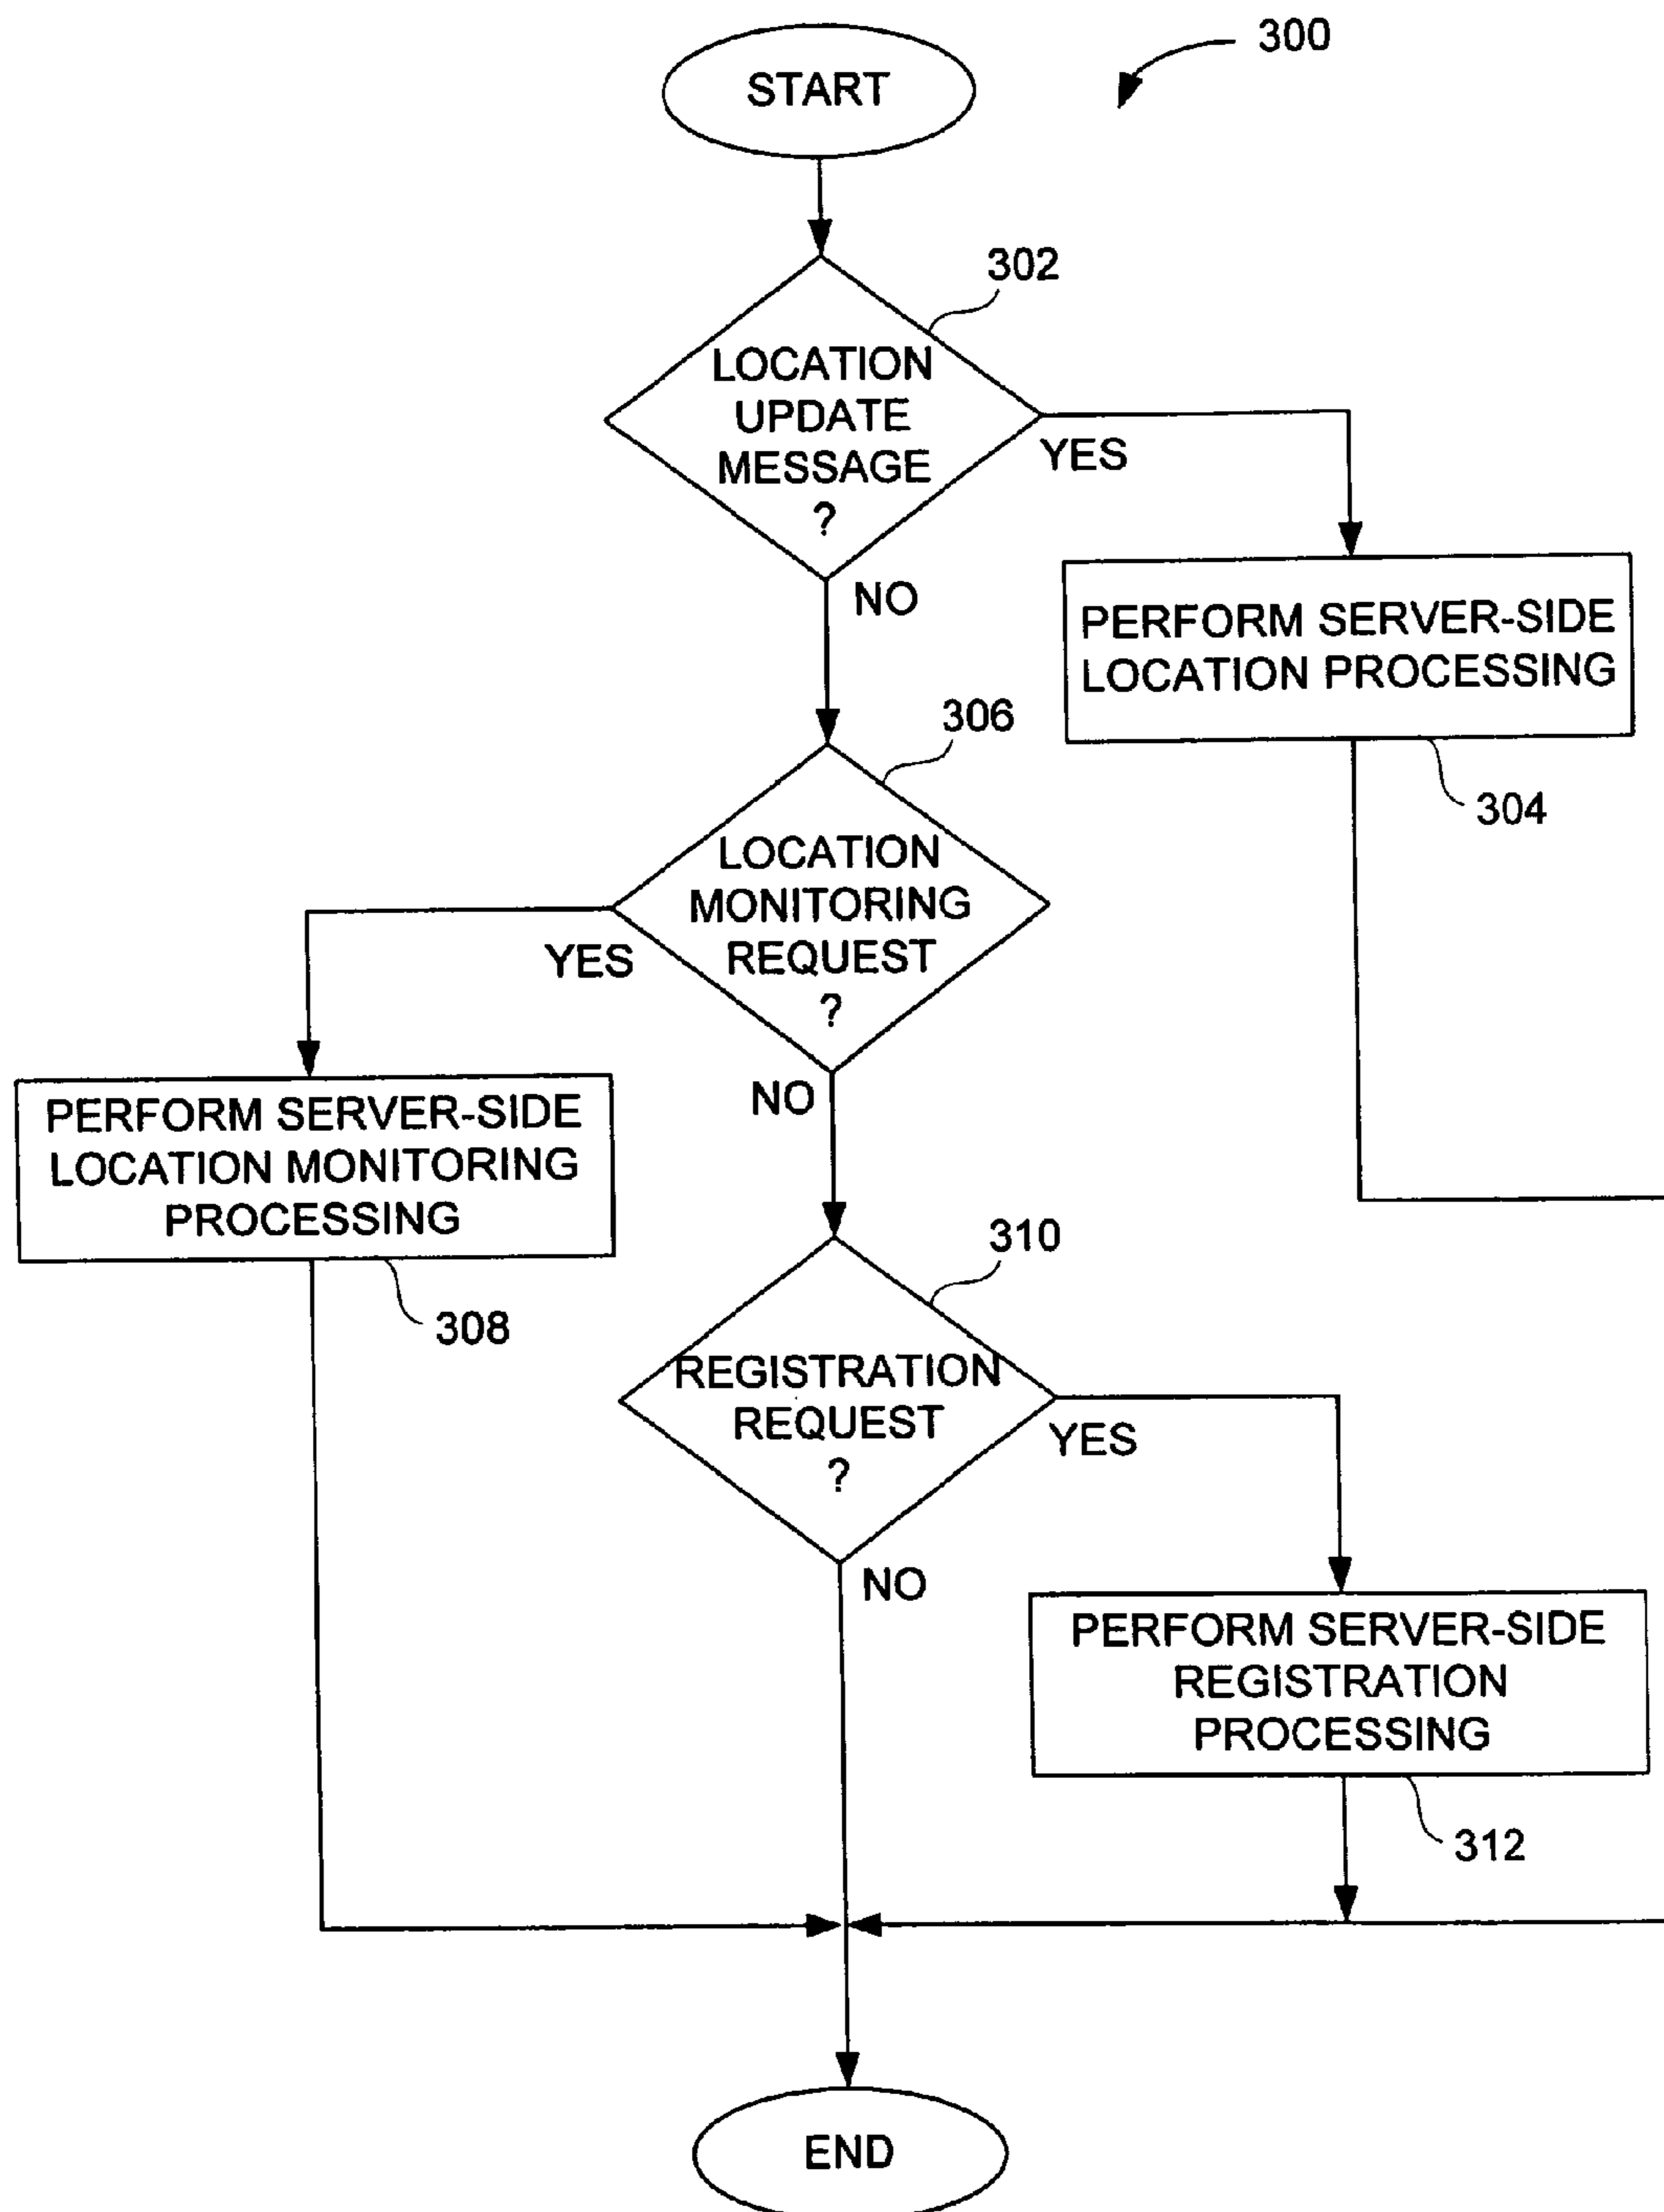 300
START
302
LOCATION
UPDATE
MESSAGE
?
YES
NO
PERFORM SERVER-SIDE
LOCATION PROCESSING
304
306
LOCATION
MONITORING
REQUEST
?
YES
NO
PERFORM SERVER-SIDE
LOCATION MONITORING
PROCESSING
308
310
REGISTRATION
REQUEST
?
YES
NO
PERFORM SERVER-SIDE
REGISTRATION
PROCESSING
312
END